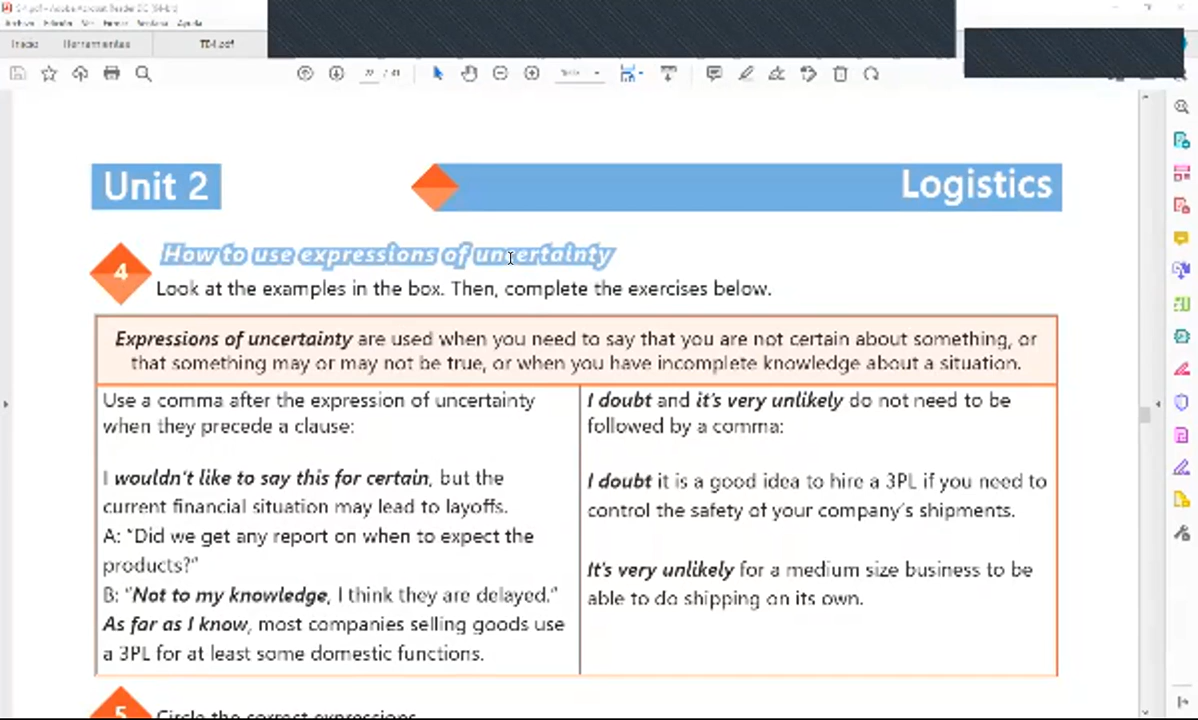 Inicio Herramientas T84.pdf
Unit 2
Logistics
4
How to use expressions of uncertainty
Look at the examples in the box. Then, complete the exercises below.
Expressions of uncertainty are used when you need to say that you are not certain about something, or
that something may or may not be true, or when you have incomplete knowledge about a situation.
Use a comma after the expression of uncertainty
when they precede a clause:
I wouldn't like to say this for certain, but the
current financial situation may lead to layoffs.
A: "Did we get any report on when to expect the
products?"
B: "Not to my knowledge, I think they are delayed."
As far as I know, most companies selling goods use
a 3PL for at least some domestic functions.
I doubt and it's very unlikely do not need to be
followed by a comma:
I doubt it is a good idea to hire a 3PL if you need to
control the safety of your company's shipments.
It's very unlikely for a medium size business to be
able to do shipping on its own.
5
Circle the correct expressions